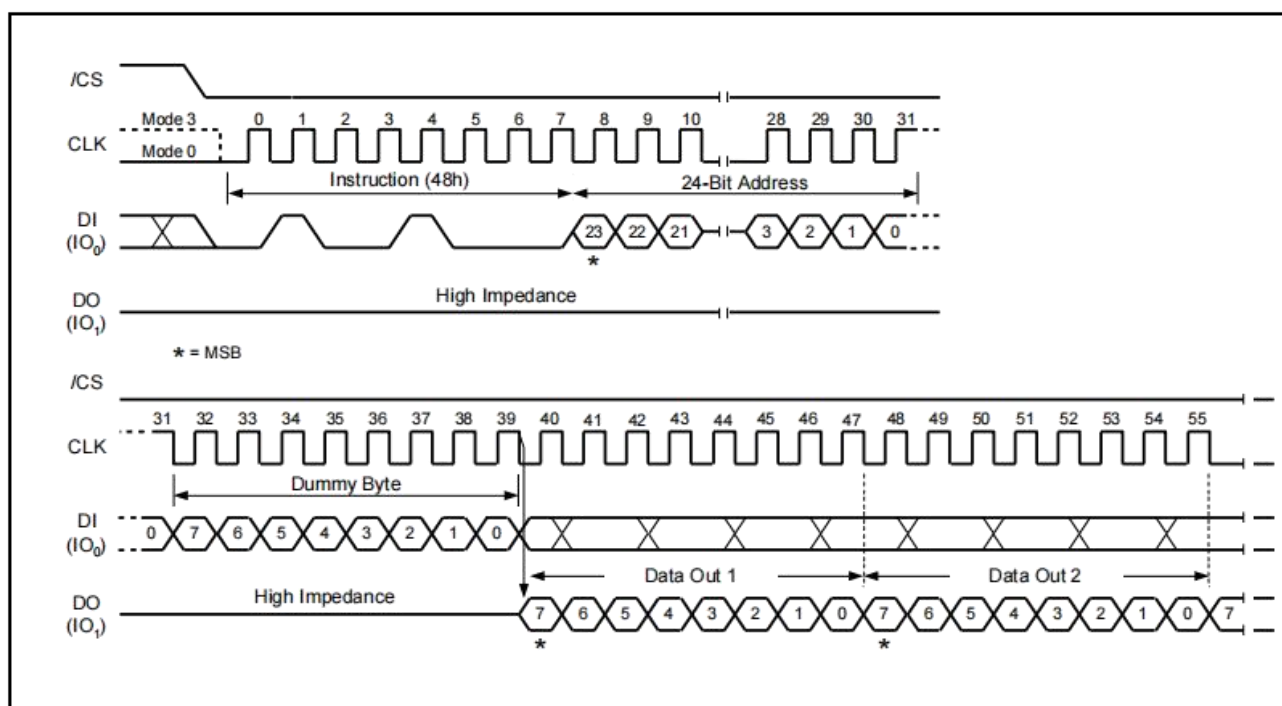 /CS
Mode 3 0 1 2 3 4 5 6 7 8 9 10 28 29 30 31
CLK
Mode 0
Instruction (48h) 24-Bit Address
DI
(IO0) 23 22 21 3 2 1 0
*
DO High Impedance
(IO1)
* = MSB
/CS
31 32 33 34 35 36 37 38 39 40 41 42 43 44 45 46 47 48 49 50 51 52 53 54 55
CLK
Dummy Byte
DI
(IO0) 0 7 6 5 4 3 2 1 0
Data Out 1 Data Out 2
DO High Impedance
(IO1) 7 6 5 4 3 2 1 0 7 6 5 4 3 2 1 0 7
* *